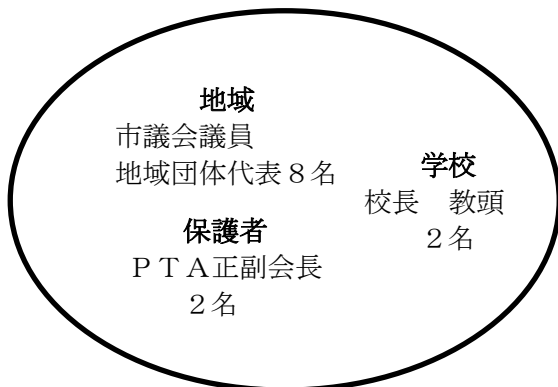 地域
市議会議員
地域団体代表８名
学校
校長　教頭
２名
保護者
ＰＴＡ正副会長
２名